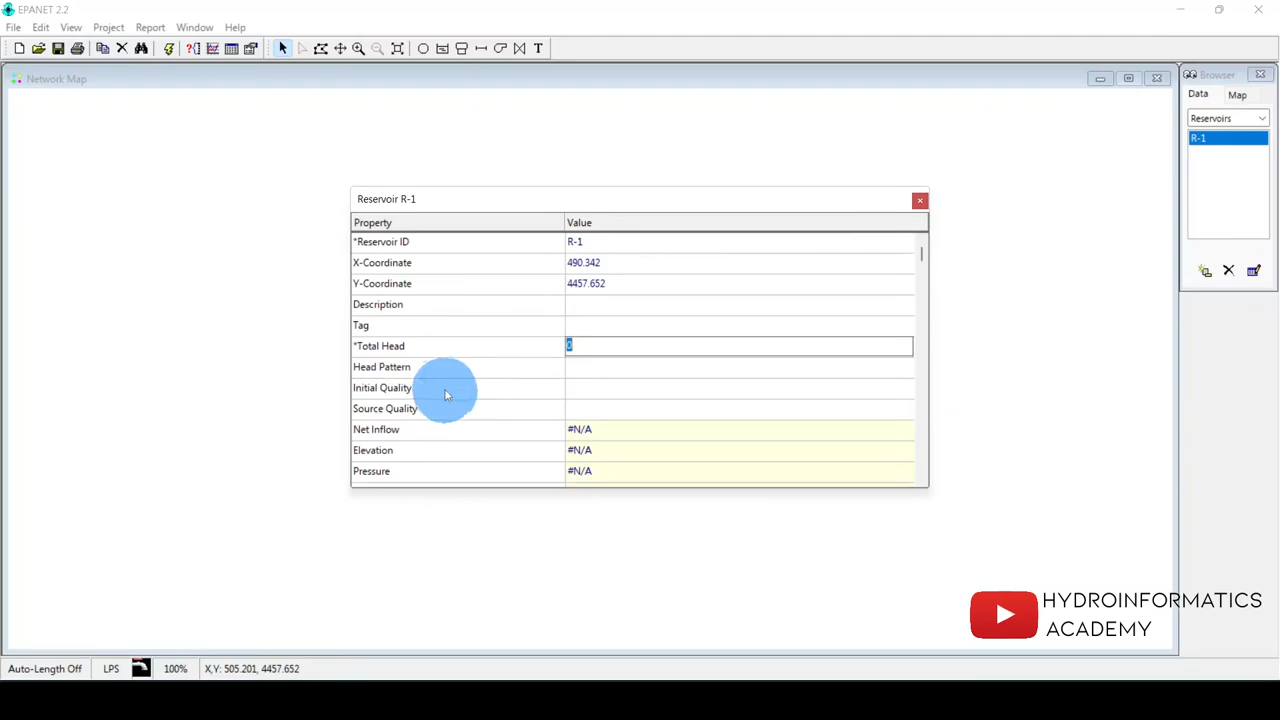 EPANET 2.2
File Edit View Project Report Window Help
T
Network Map
Browser
Data Map
Reservoirs
R-1
Reservoir R-1
Property Value
*Reservoir ID R-1
X-Coordinate 490.342
Y-Coordinate 4457.652
Description
Tag
*Total Head 0
Head Pattern
Initial Quality
Source Quality
Net Inflow #N/A
Elevation #N/A
Pressure #N/A
HYDROINFORMATICS
ACADEMY
Auto-Length Off LPS 100% X,Y: 505.201, 4457.652